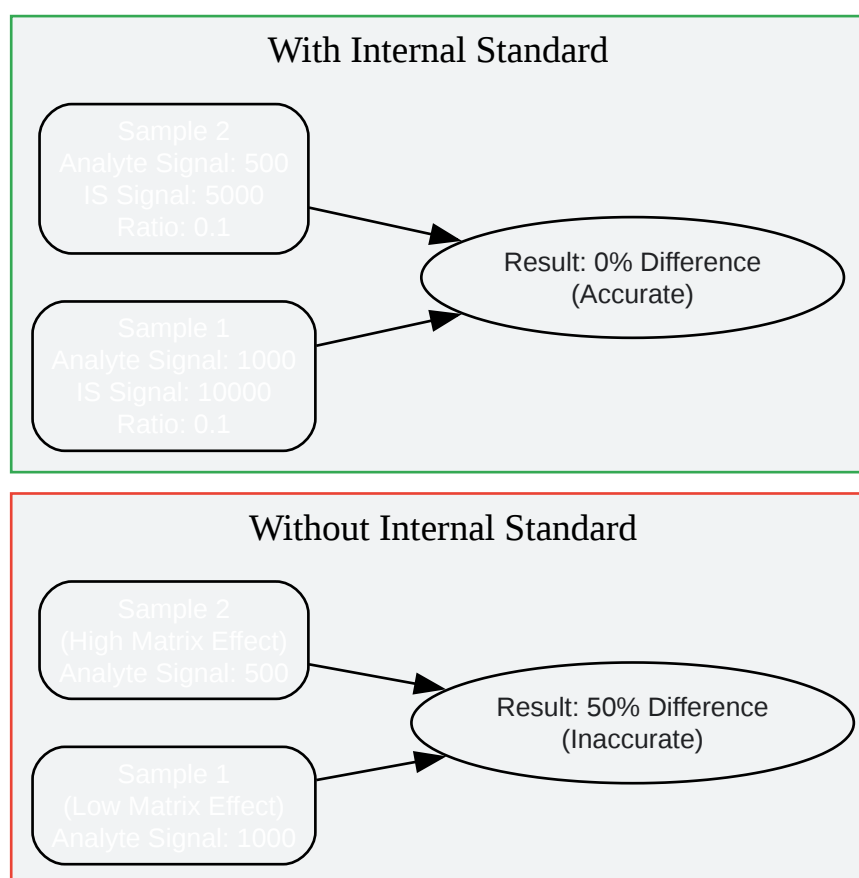 With Internal Standard
Sample 2
Analyte Signal: 500
IS Signal: 5000
Ratio: 0.1
Result: 0% Difference
(Accurate)
Sample 1
Analyte Signal: 1000
IS Signal: 10000
Ratio: 0.1
Without Internal Standard
Sample 2
(High Matrix Effect)
Analyte Signal: 500
Result: 50% Difference
(Inaccurate)
Sample 1
(Low Matrix Effect)
Analyte Signal: 1000